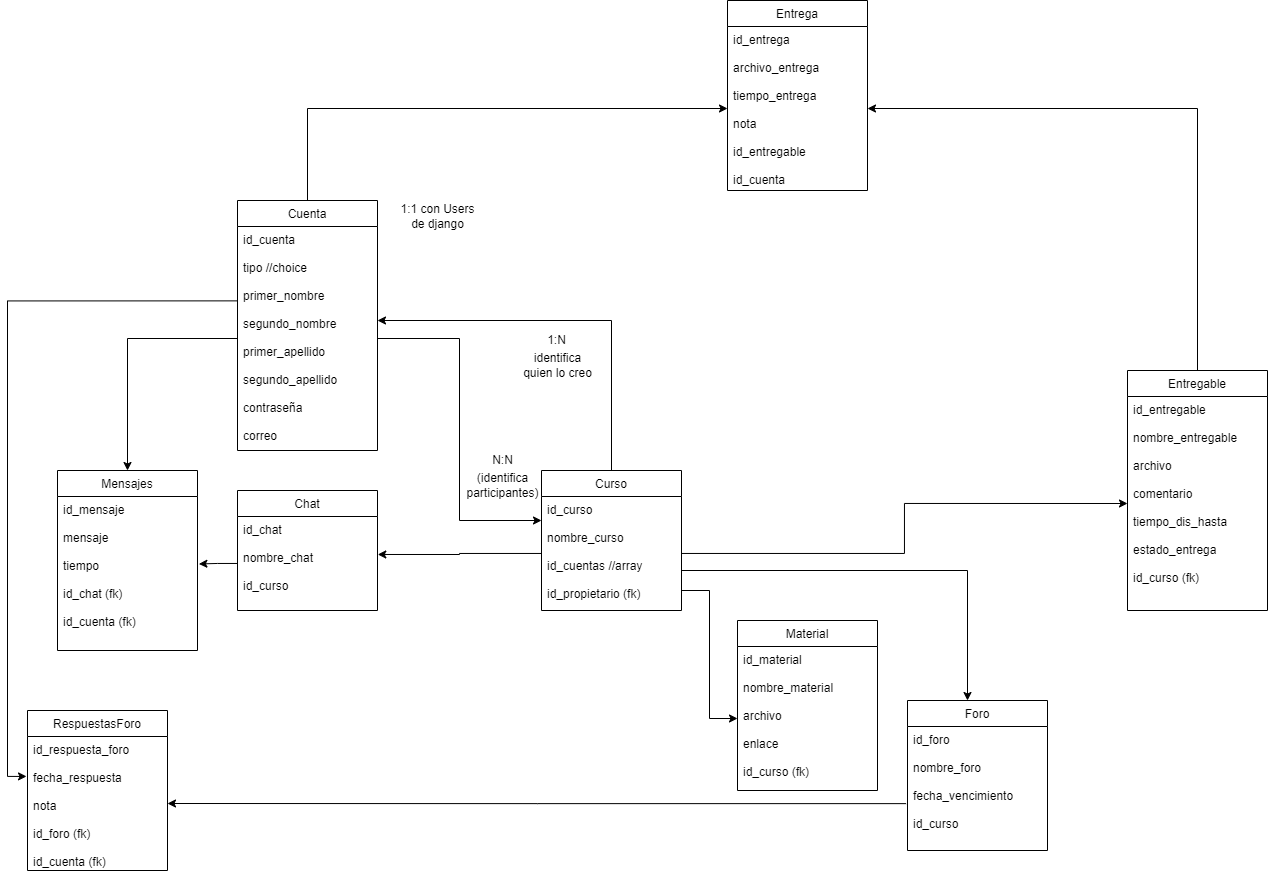 Entrega
id_entrega
archivo_entrega
tiempo_entrega
nota
id_entregable
id_cuenta
Cuenta
id_cuenta
tipo //choice
primer_nombre
segundo_nombre
primer_apellido
segundo_apellido
contraseña
correo
1:1 con Users
de django
1:N
identifica
quien lo creo
N:N
(identifica
participantes)
Entregable
id_entregable
nombre_entregable
archivo
comentario
tiempo_dis_hasta
estado_entrega
id_curso (fk)
Mensajes
id_mensaje
mensaje
tiempo
id_chat (fk)
id_cuenta (fk)
Chat
id_chat
nombre_chat
id_curso
Curso
id_curso
nombre_curso
id_cuentas //array
id_propietario (fk)
Material
id_material
nombre_material
archivo
enlace
id_curso (fk)
Foro
id_foro
nombre_foro
fecha_vencimiento
id_curso
RespuestasForo
id_respuesta_foro
fecha_respuesta
nota
id_foro (fk)
id_cuenta (fk)